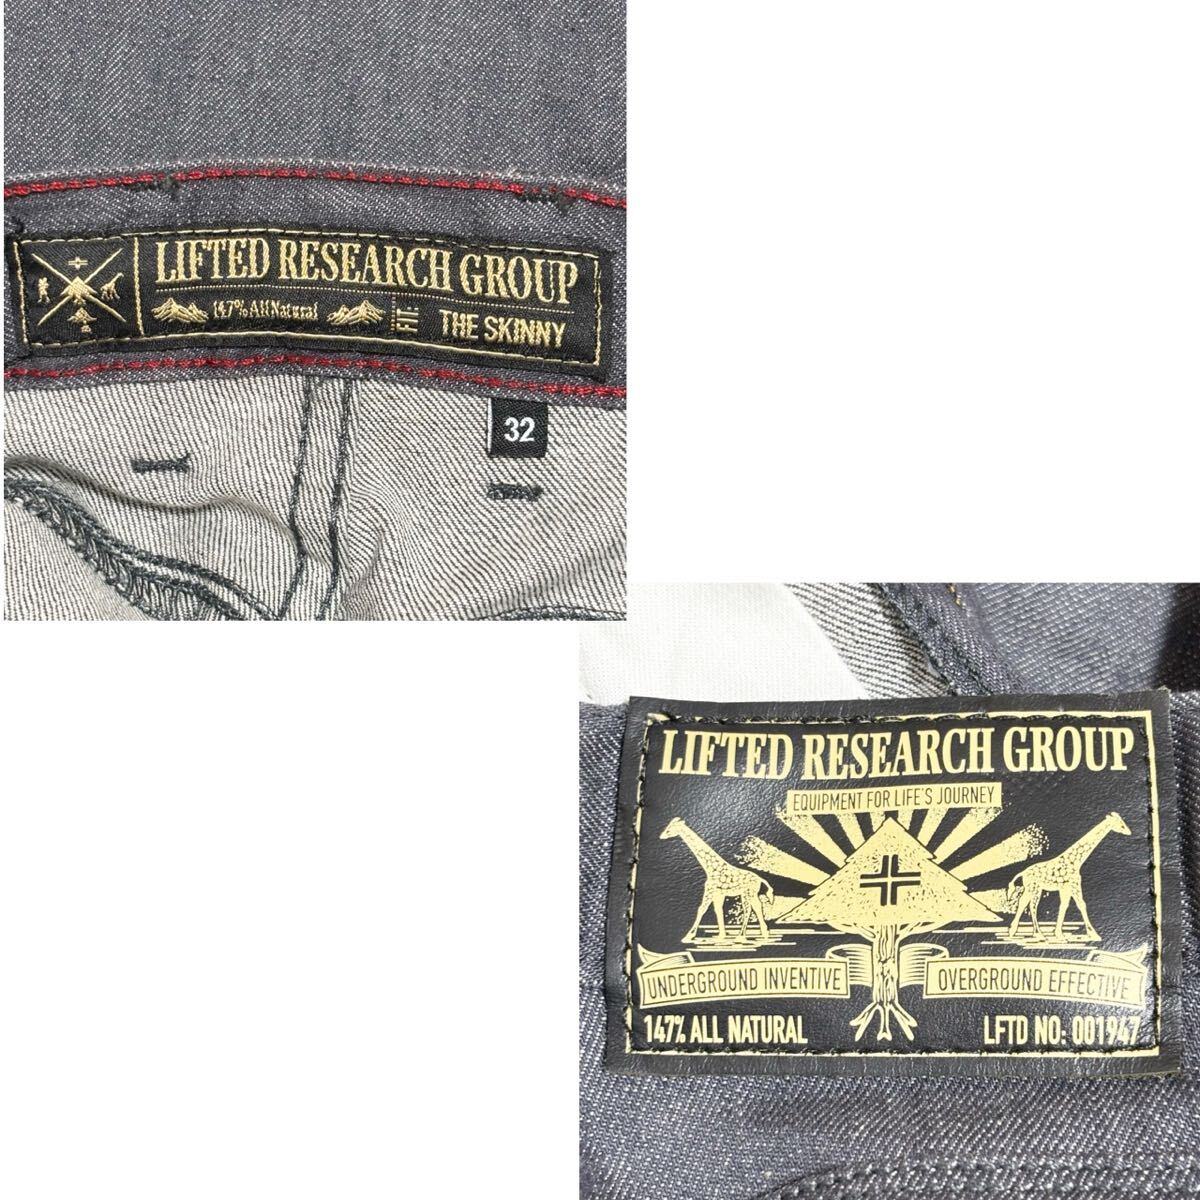 LIFTED RESEARCH GROUP
147% All Natural
FIT:
THE SKINNY
32
LIFTED RESEARCH GROUP
EQUIPMENT FOR LIFE'S JOURNEY
UNDERGROUND INVENTIVE
OVERGROUND EFFECTIVE
147% ALL NATURAL
LFTD NO: 001947